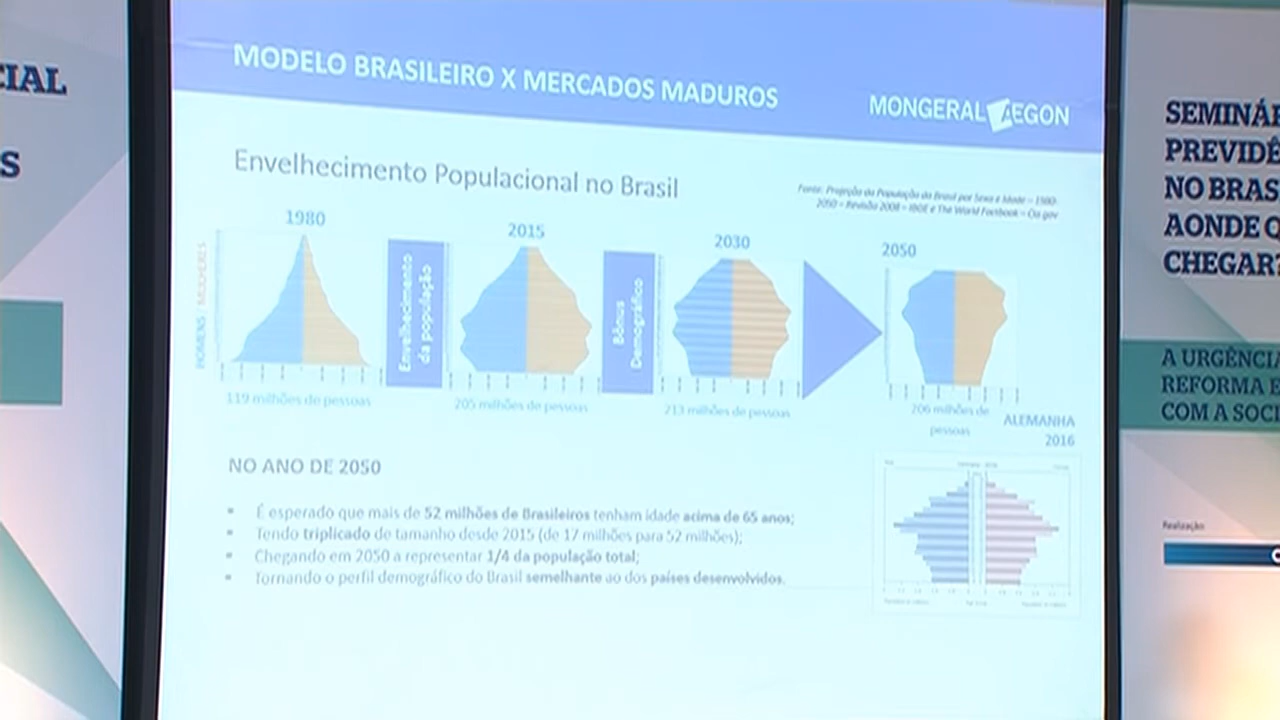 CIAL
S
MODELO BRASILEIRO X MERCADOS MADUROS
MONGERAL AEGON
Envelhecimento Populacional no Brasil
Fonte: Projeção da População do Brasil por Sexo e Idade – 1980-
2050 – Revisão 2008 – IBGE e The World Factbook – Cia.gov
1980
2015
2030
2050
HOMENS MULHERES
Envelhecimento
da população
Bônus
Demográfico
119 milhões de pessoas
205 milhões de pessoas
213 milhões de pessoas
206 milhões de
pessoas
ALEMANHA
2016
NO ANO DE 2050
É esperado que mais de 52 milhões de Brasileiros tenham idade acima de 65 anos;
Tendo triplicado de tamanho desde 2015 (de 17 milhões para 52 milhões);
Chegando em 2050 a representar 1/4 da população total;
Tornando o perfil demográfico do Brasil semelhante ao dos países desenvolvidos.
SEMINÁR
PREVIDÊ
NO BRAS
AONDE Q
CHEGAR?
A URGÊNCIA
REFORMA E
COM A SOCI
Realização